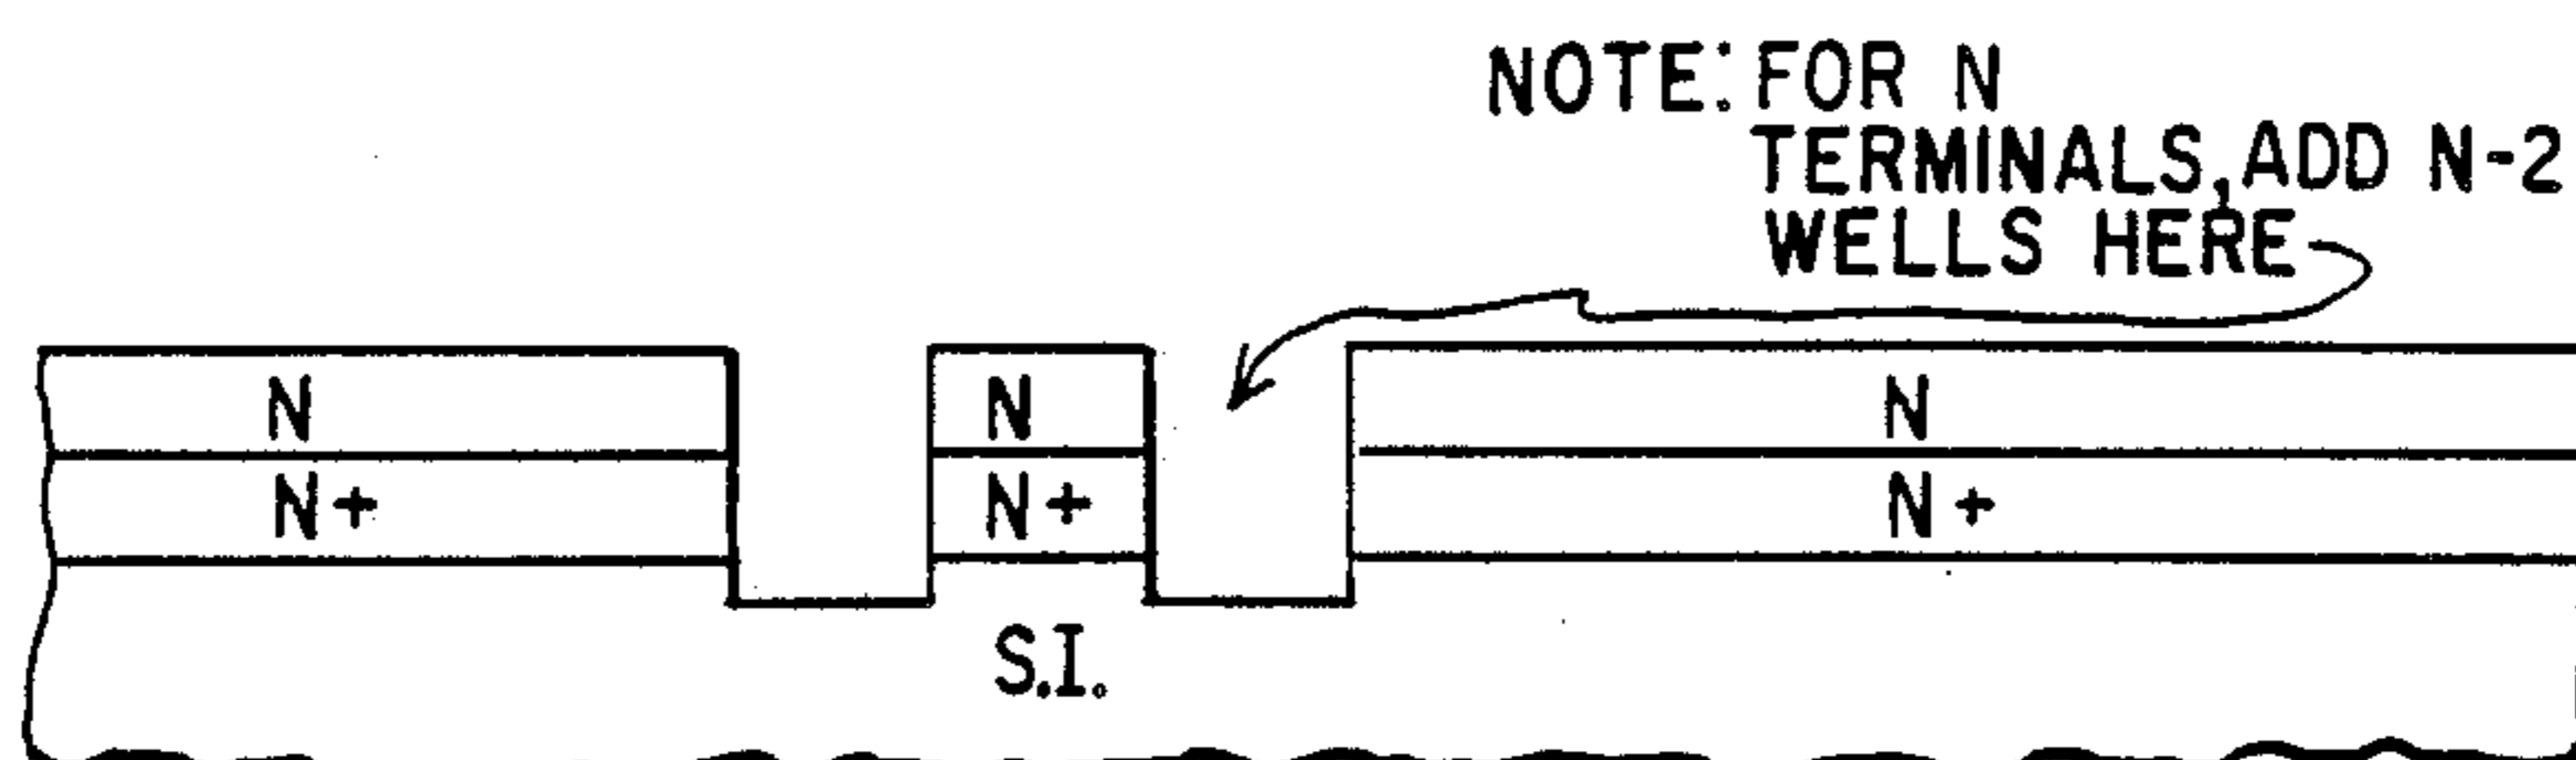 NOTE: FOR N
TERMINALS, ADD N-2
WELLS HERE
N N N
N+ N+ N+
S.I.